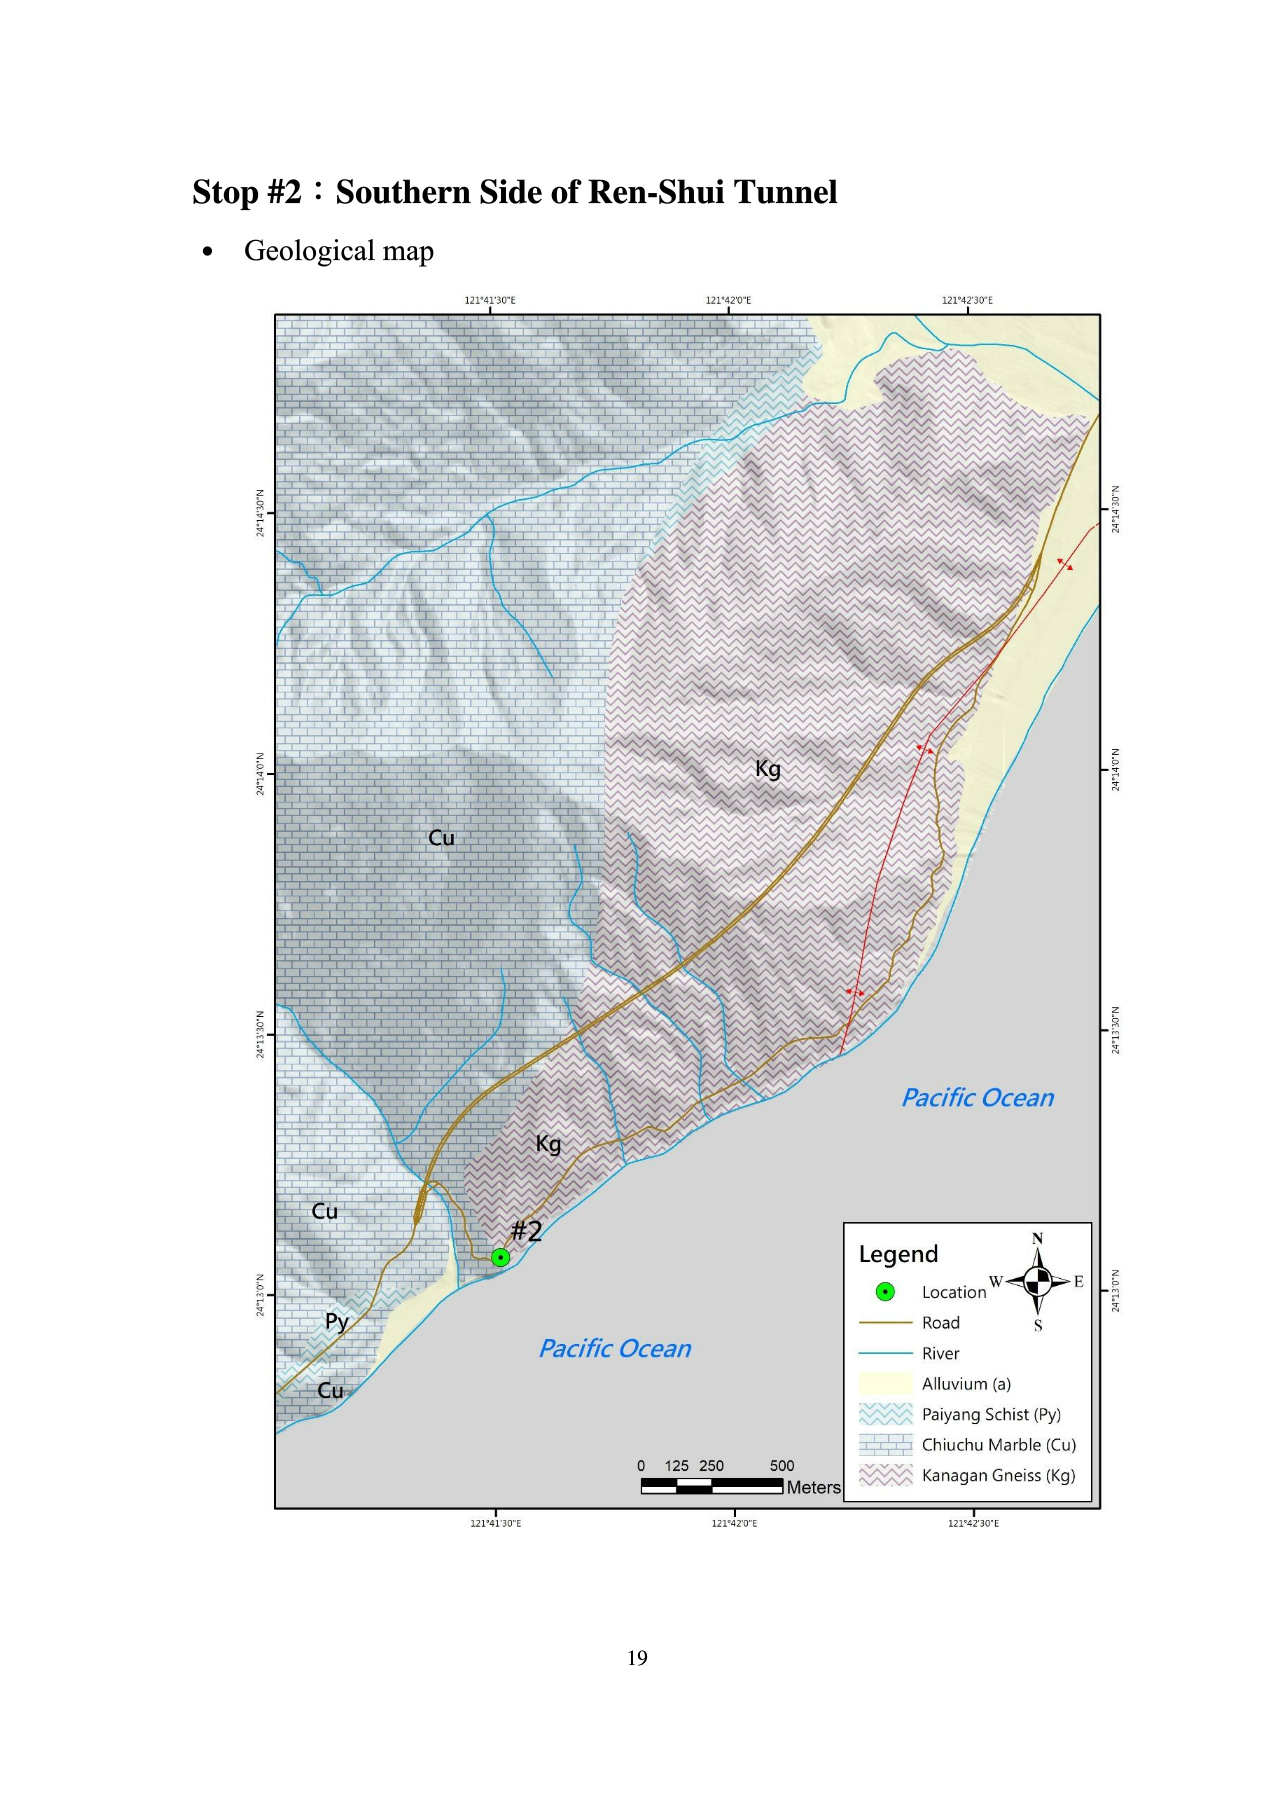 Stop #2：Southern Side of Ren-Shui Tunnel
• Geological map
121°41'30"E 121°42'0"E 121°42'30"E
24°14'30"N 24°14'30"N
24°14'0"N 24°14'0"N
Kg
Cu
24°13'30"N 24°13'30"N
Pacific Ocean
Kg
Cu
#2
24°13'0"N 24°13'0"N
Py
Pacific Ocean
Cu
Legend
N
W E
S
Location
Road
River
Alluvium (a)
Paiyang Schist (Py)
Chiuchu Marble (Cu)
Kanagan Gneiss (Kg)
0 125 250 500
Meters
121°41'30"E 121°42'0"E 121°42'30"E
19